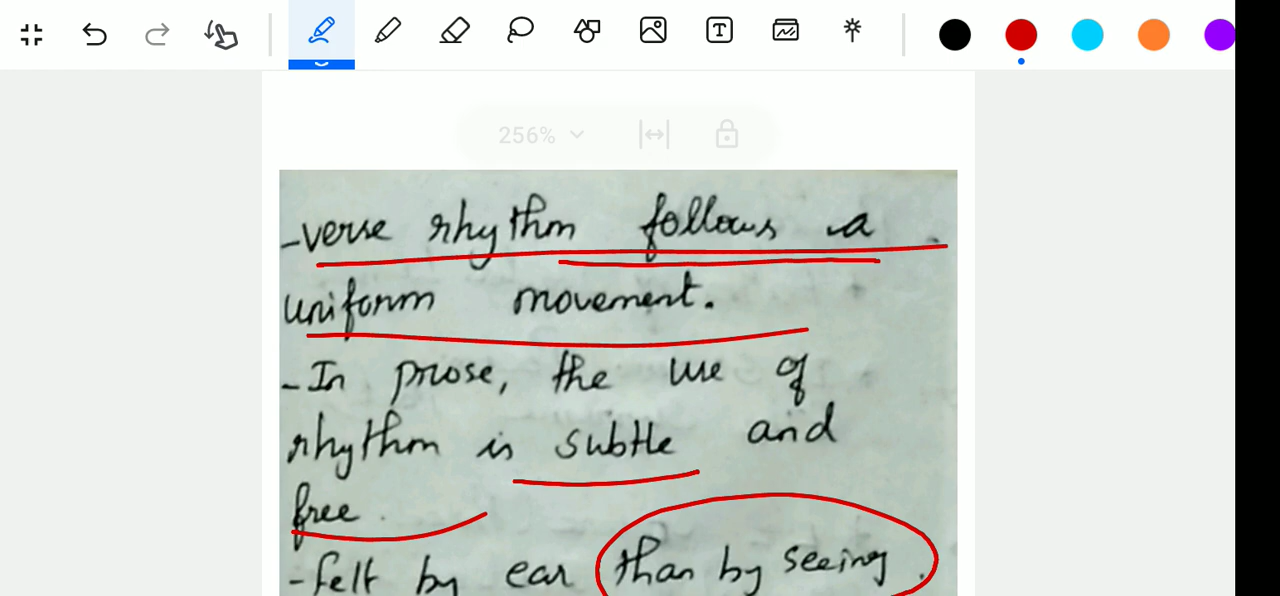 256%
-verse rhythm follows a
uniform movement.
-In prose, the use of
rhythm is subtle and
free.
-felt by ear than by seeing.